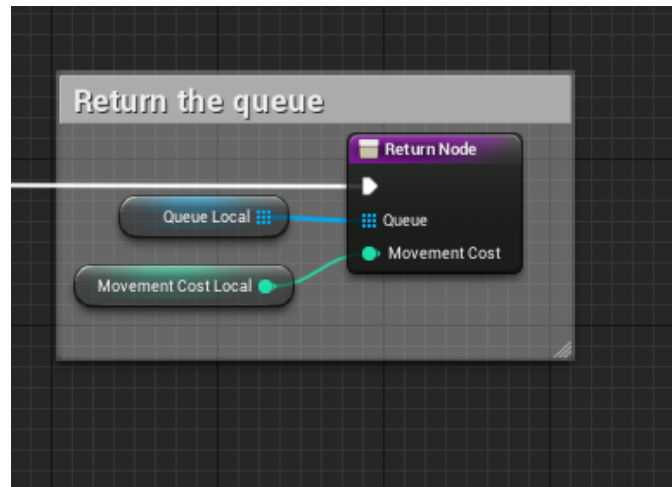 Return the queue
Return Node
Queue Local
Queue
Movement Cost
Movement Cost Local